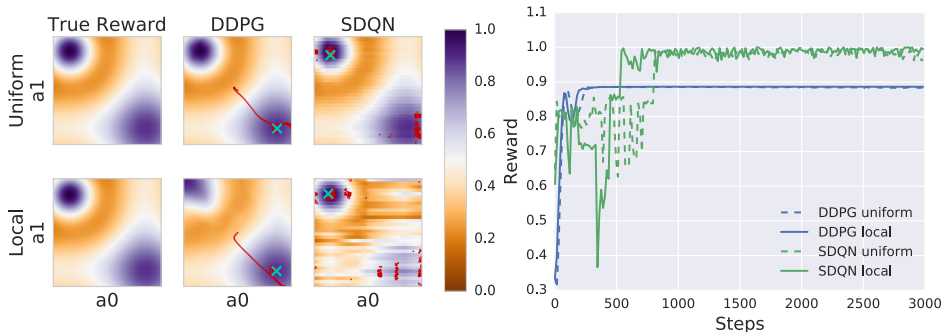 True Reward
DDPG
SDQN
Uniform
a1
Local
a1
a0
a0
a0
1.0
0.8
0.6
0.4
0.2
0.0
1.1
1.0
0.9
0.8
0.7
0.6
0.5
0.4
0.3
Reward
0
500
1000
1500
2000
2500
3000
Steps
DDPG uniform
DDPG local
SDQN uniform
SDQN local